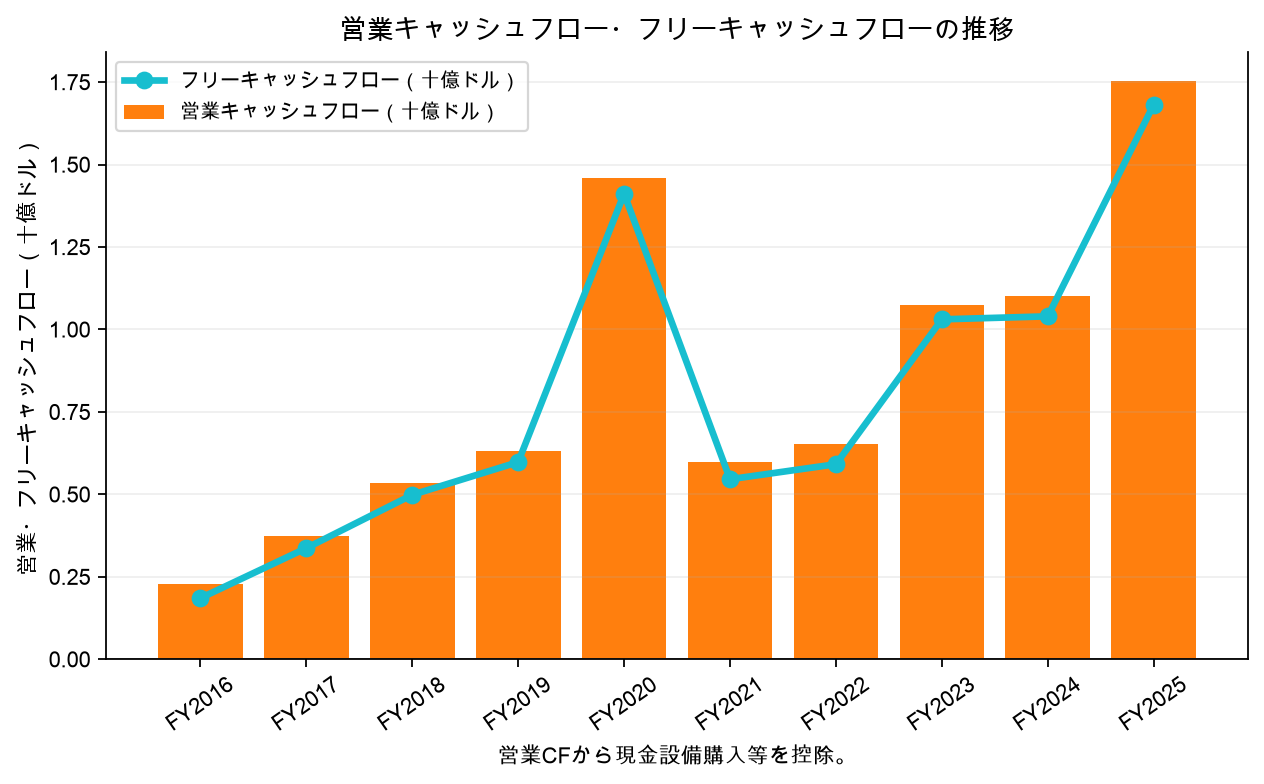 営業キャッシュフロー・フリーキャッシュフローの推移
フリーキャッシュフロー(十億ドル)
営業キャッシュフロー(十億ドル)
営業・フリーキャッシュフロー(十億ドル)
1.75
1.50
1.25
1.00
0.75
0.50
0.25
0.00
FY2016
FY2017
FY2018
FY2019
FY2020
FY2021
FY2022
FY2023
FY2024
FY2025
営業CFから現金設備購入等を控除。